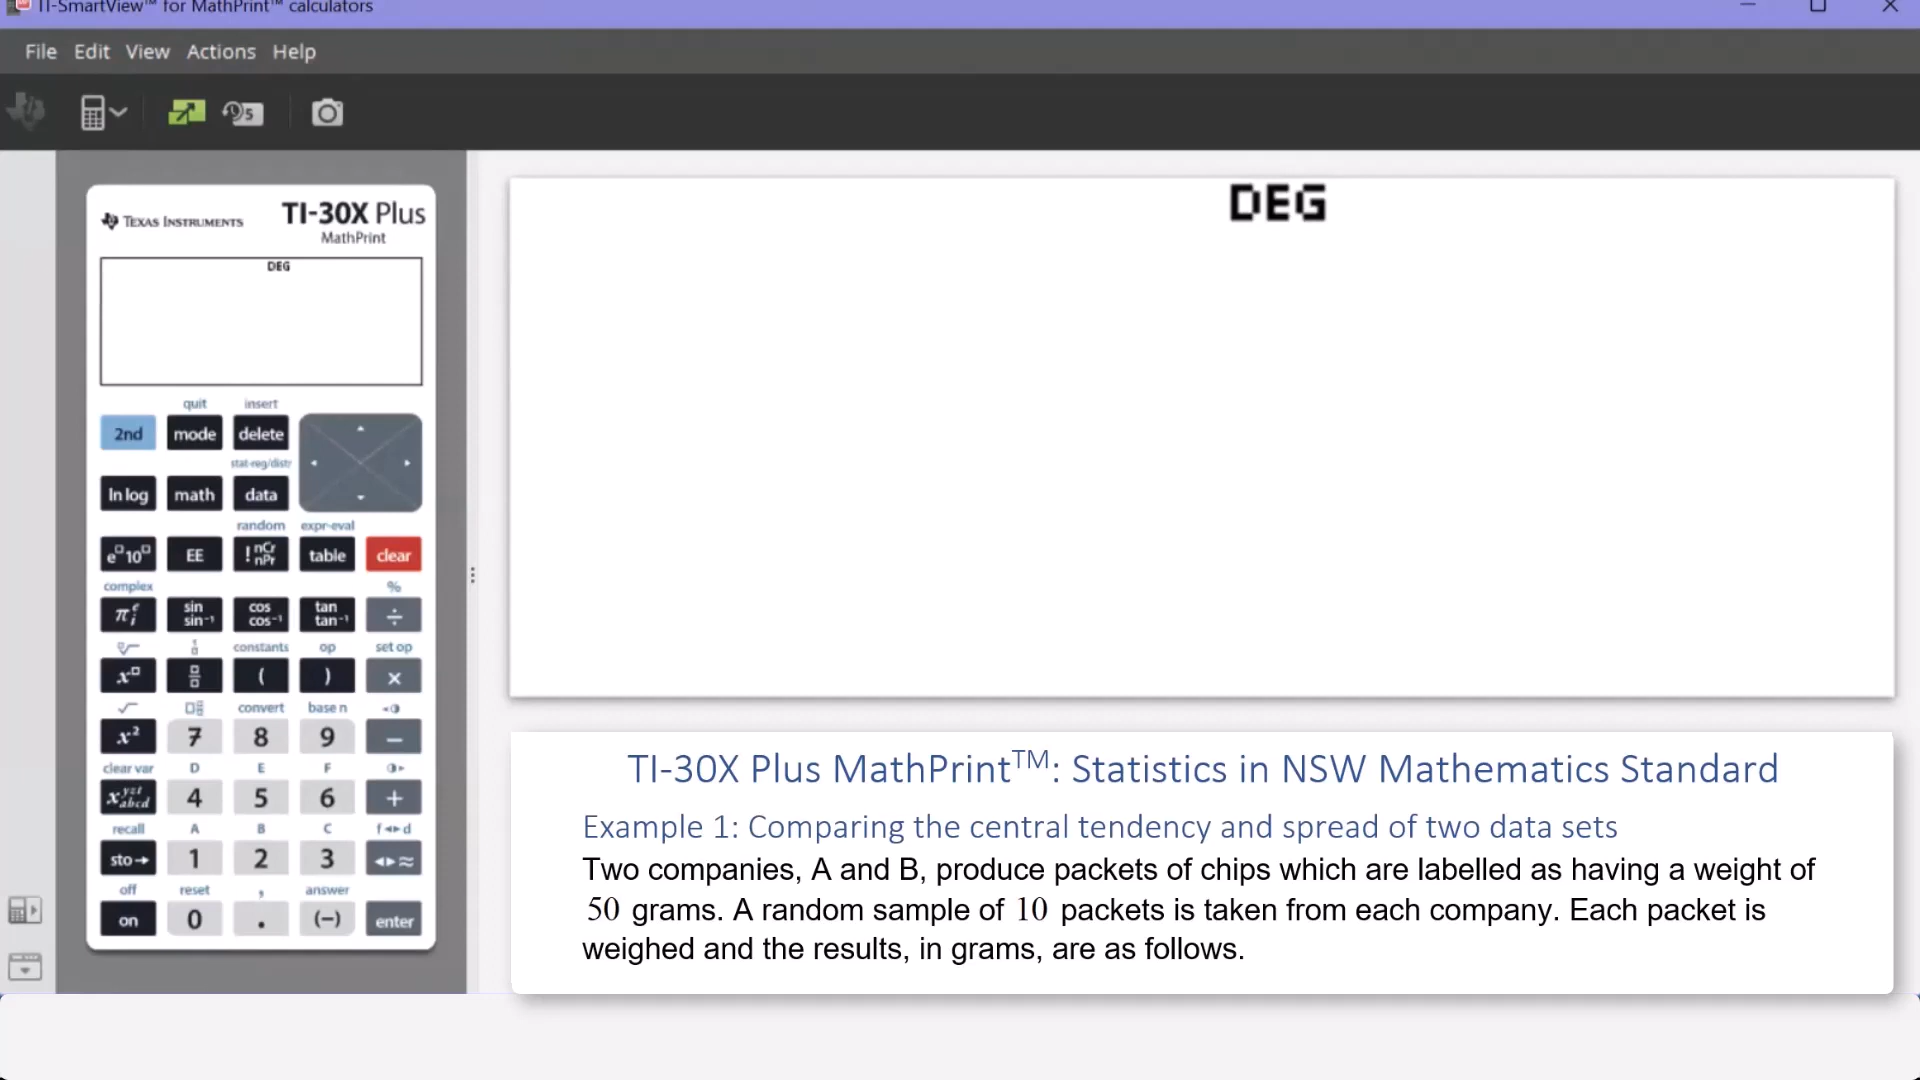 TI-SmartView™ for MathPrint™ calculators
File Edit View Actions Help
5
TEXAS INSTRUMENTS TI-30X Plus
MathPrint
DEG
DEG
quit insert
2nd mode delete
stat-reg/distr
ln log math data
random expr-eval
e□10□ EE ! nCr nPr table clear
complex %
π e i sin sin⁻¹ cos cos⁻¹ tan tan⁻¹ ÷
constants op set op
x□ □/□ ( ) ×
√ convert base n
x² 7 8 9 −
clear var D E F
x yzt abcd 4 5 6 +
recall A B C f◂▸d
sto→ 1 2 3 ◂▸≈
off reset , answer
on 0 . (−) enter
TI-30X Plus MathPrint™: Statistics in NSW Mathematics Standard
Example 1: Comparing the central tendency and spread of two data sets
Two companies, A and B, produce packets of chips which are labelled as having a weight of
50 grams. A random sample of 10 packets is taken from each company. Each packet is
weighed and the results, in grams, are as follows.